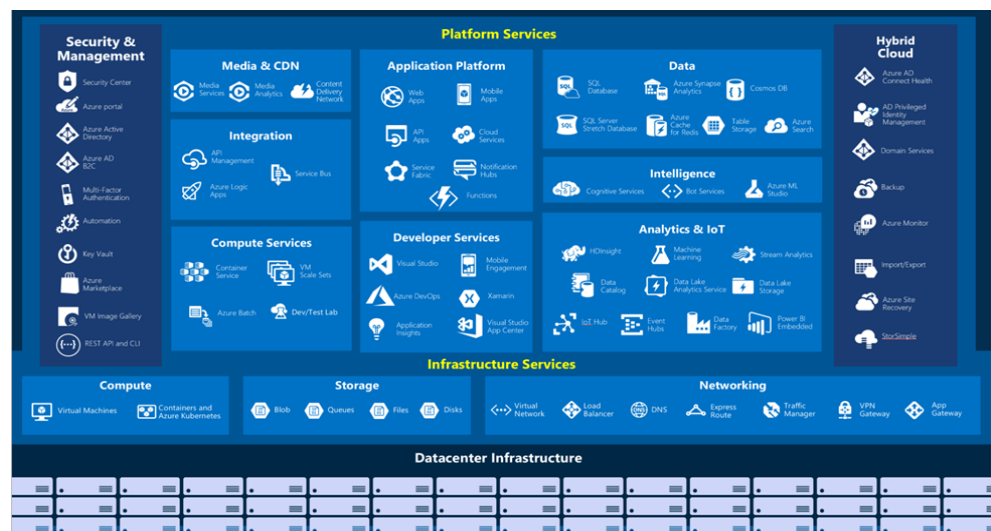 Platform Services
Security &
Management
Security Center
Azure portal
Azure Active
Directory
Azure AD
B2C
Multi-Factor
Authentication
Automation
Key Vault
Azure
Marketplace
VM Image Gallery
REST API and CLI
Media & CDN
Media
Services
Media
Analytics
Content
Delivery
Network
Integration
API
Management
Service Bus
Azure Logic
Apps
Compute Services
Container
Service
VM
Scale Sets
Azure Batch
Dev/Test Lab
Application Platform
Web
Apps
Mobile
Apps
API
Apps
Cloud
Services
Service
Fabric
Notification
Hubs
Functions
Developer Services
Visual Studio
Mobile
Engagement
Azure DevOps
Xamarin
Application
Insights
Visual Studio
App Center
Data
SQL
SQL
Database
Azure Synapse
Analytics
Cosmos DB
SQL
SQL Server
Stretch Database
Azure
Cache
for Redis
Table
Storage
Azure
Search
Intelligence
Cognitive Services
Bot Services
Azure ML
Studio
Analytics & IoT
HDInsight
Machine
Learning
Stream Analytics
Data
Catalog
Data Lake
Analytics Service
Data Lake
Storage
IoT Hub
Event
Hubs
Data
Factory
Power BI
Embedded
Hybrid
Cloud
Azure AD
Connect Health
AD Privileged
Identity
Management
Domain Services
Backup
Azure Monitor
Import/Export
Azure Site
Recovery
StorSimple
Infrastructure Services
Compute
Virtual Machines
Containers and
Azure Kubernetes
Storage
Blob
Queues
Files
Disks
Networking
Virtual
Network
Load
Balancer
DNS
DNS
Express
Route
Traffic
Manager
VPN
Gateway
App
Gateway
Datacenter Infrastructure